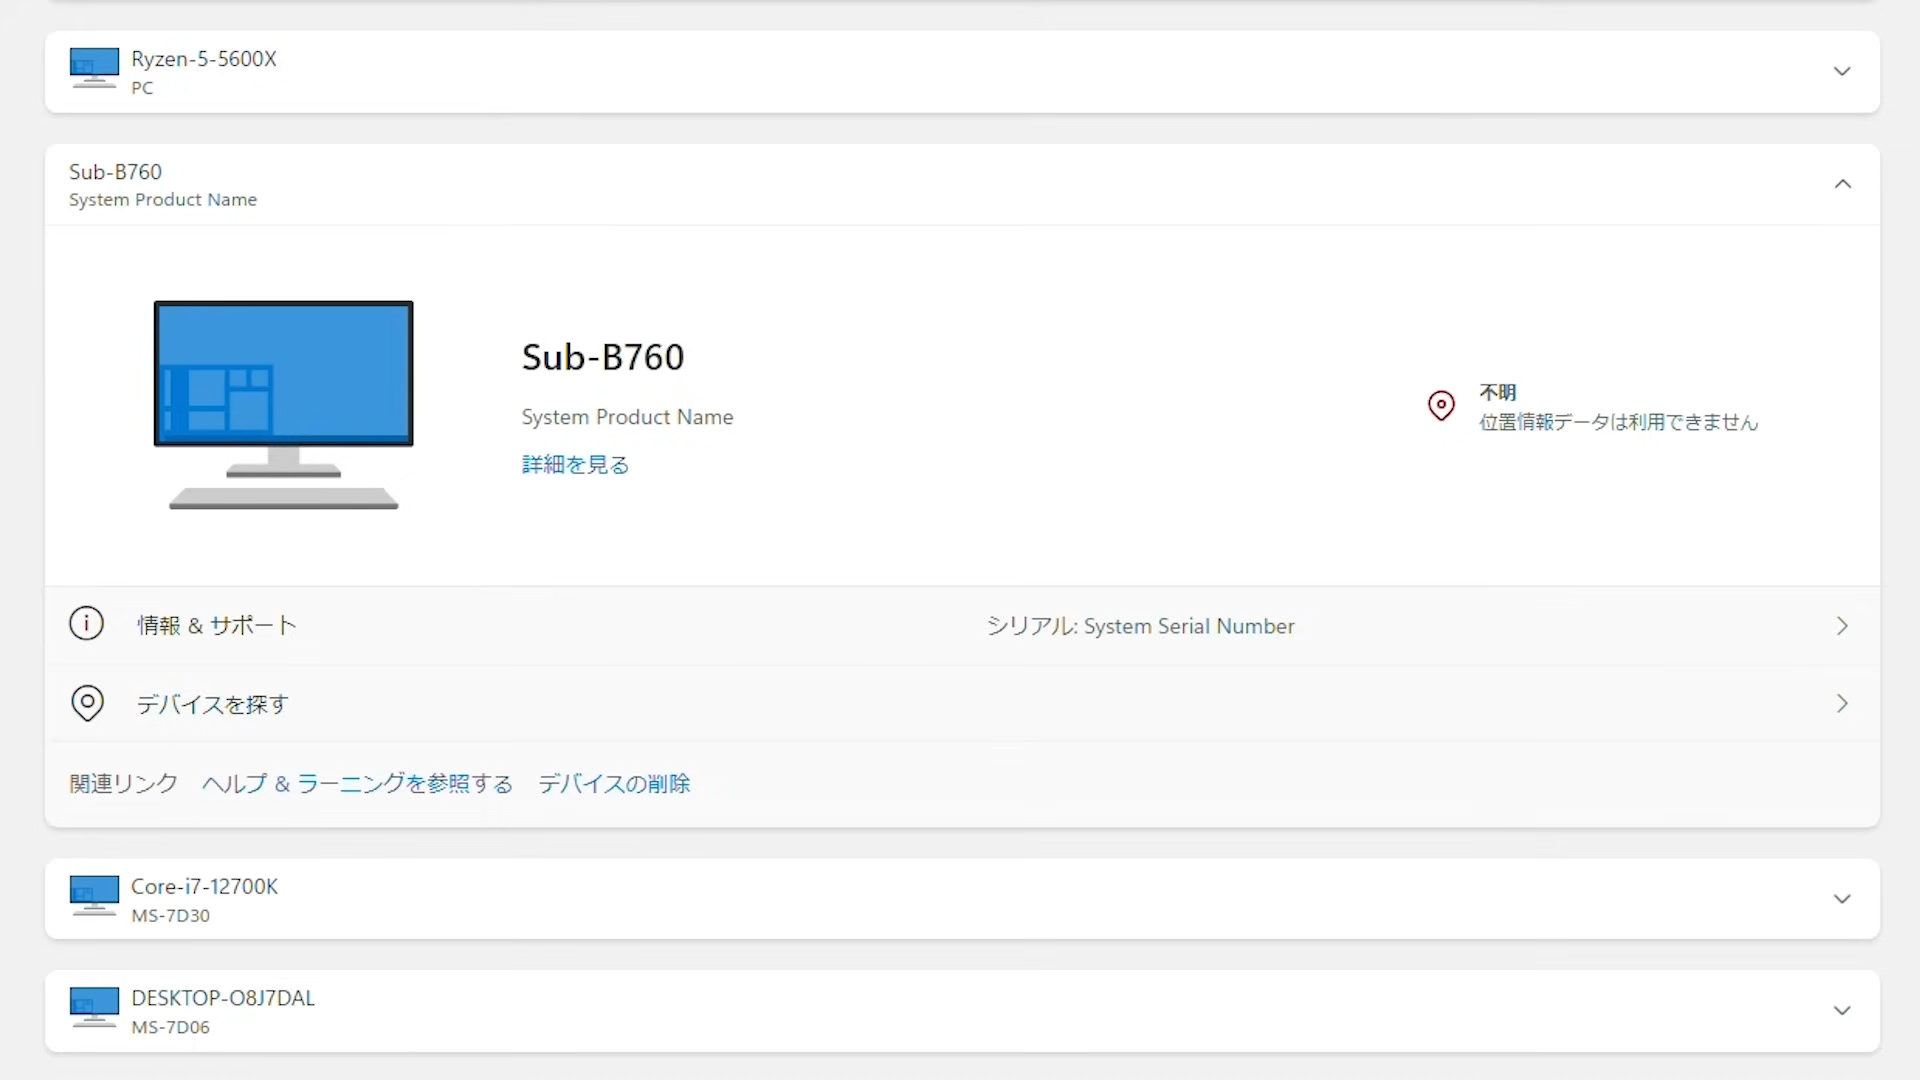 Ryzen-5-5600X
PC
Sub-B760
System Product Name
Sub-B760
System Product Name
詳細を見る
不明
位置情報データは利用できません
情報 & サポート
シリアル: System Serial Number
デバイスを探す
関連リンク ヘルプ & ラーニングを参照する デバイスの削除
Core-i7-12700K
MS-7D30
DESKTOP-O8J7DAL
MS-7D06